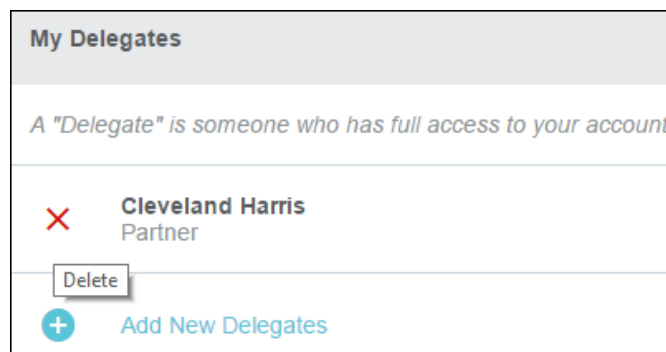 My Delegates
A "Delegate" is someone who has full access to your account
Cleveland Harris
Partner
Delete
Add New Delegates